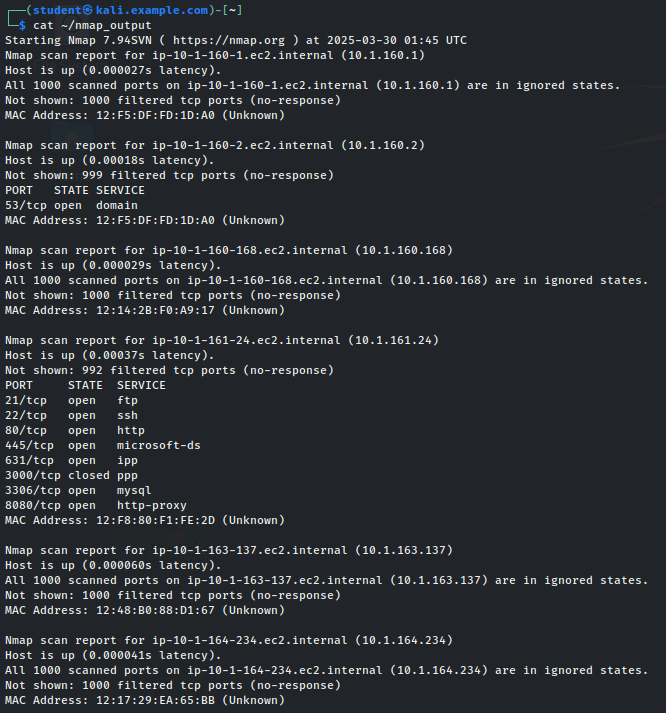 ┌──(student㉿kali.example.com)-[~]
└─$ cat ~/nmap_output
Starting Nmap 7.94SVN ( https://nmap.org ) at 2025-03-30 01:45 UTC
Nmap scan report for ip-10-1-160-1.ec2.internal (10.1.160.1)
Host is up (0.000027s latency).
All 1000 scanned ports on ip-10-1-160-1.ec2.internal (10.1.160.1) are in ignored states.
Not shown: 1000 filtered tcp ports (no-response)
MAC Address: 12:F5:DF:FD:1D:A0 (Unknown)

Nmap scan report for ip-10-1-160-2.ec2.internal (10.1.160.2)
Host is up (0.00018s latency).
Not shown: 999 filtered tcp ports (no-response)
PORT   STATE SERVICE
53/tcp open  domain
MAC Address: 12:F5:DF:FD:1D:A0 (Unknown)

Nmap scan report for ip-10-1-160-168.ec2.internal (10.1.160.168)
Host is up (0.000029s latency).
All 1000 scanned ports on ip-10-1-160-168.ec2.internal (10.1.160.168) are in ignored states.
Not shown: 1000 filtered tcp ports (no-response)
MAC Address: 12:14:2B:F0:A9:17 (Unknown)

Nmap scan report for ip-10-1-161-24.ec2.internal (10.1.161.24)
Host is up (0.00037s latency).
Not shown: 992 filtered tcp ports (no-response)
PORT     STATE  SERVICE
21/tcp   open   ftp
22/tcp   open   ssh
80/tcp   open   http
445/tcp  open   microsoft-ds
631/tcp  open   ipp
3000/tcp closed ppp
3306/tcp open   mysql
8080/tcp open   http-proxy
MAC Address: 12:F8:80:F1:FE:2D (Unknown)

Nmap scan report for ip-10-1-163-137.ec2.internal (10.1.163.137)
Host is up (0.000060s latency).
All 1000 scanned ports on ip-10-1-163-137.ec2.internal (10.1.163.137) are in ignored states.
Not shown: 1000 filtered tcp ports (no-response)
MAC Address: 12:48:B0:88:D1:67 (Unknown)

Nmap scan report for ip-10-1-164-234.ec2.internal (10.1.164.234)
Host is up (0.000041s latency).
All 1000 scanned ports on ip-10-1-164-234.ec2.internal (10.1.164.234) are in ignored states.
Not shown: 1000 filtered tcp ports (no-response)
MAC Address: 12:17:29:EA:65:BB (Unknown)